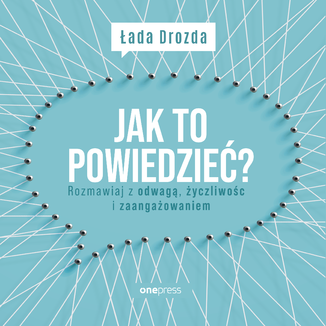 Łada Drozda
JAK TO
POWIEDZIEĆ?
Rozmawiaj z odwagą, życzliwośc
i zaangażowaniem
onepress